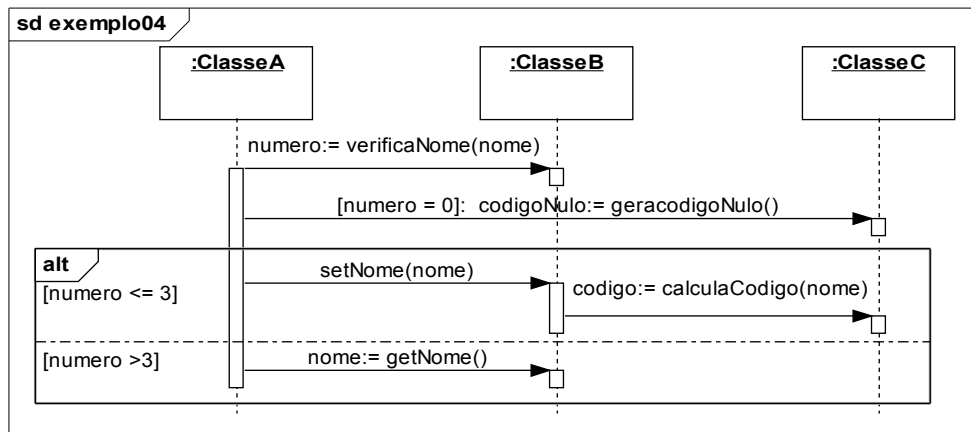 sd exemplo04
:ClasseA
:ClasseB
:ClasseC
numero:= verificaNome(nome)
[numero = 0]: codigoNulo:= geracodigoNulo()
alt
setNome(nome)
[numero <= 3]
codigo:= calculaCodigo(nome)
[numero >3]
nome:= getNome()